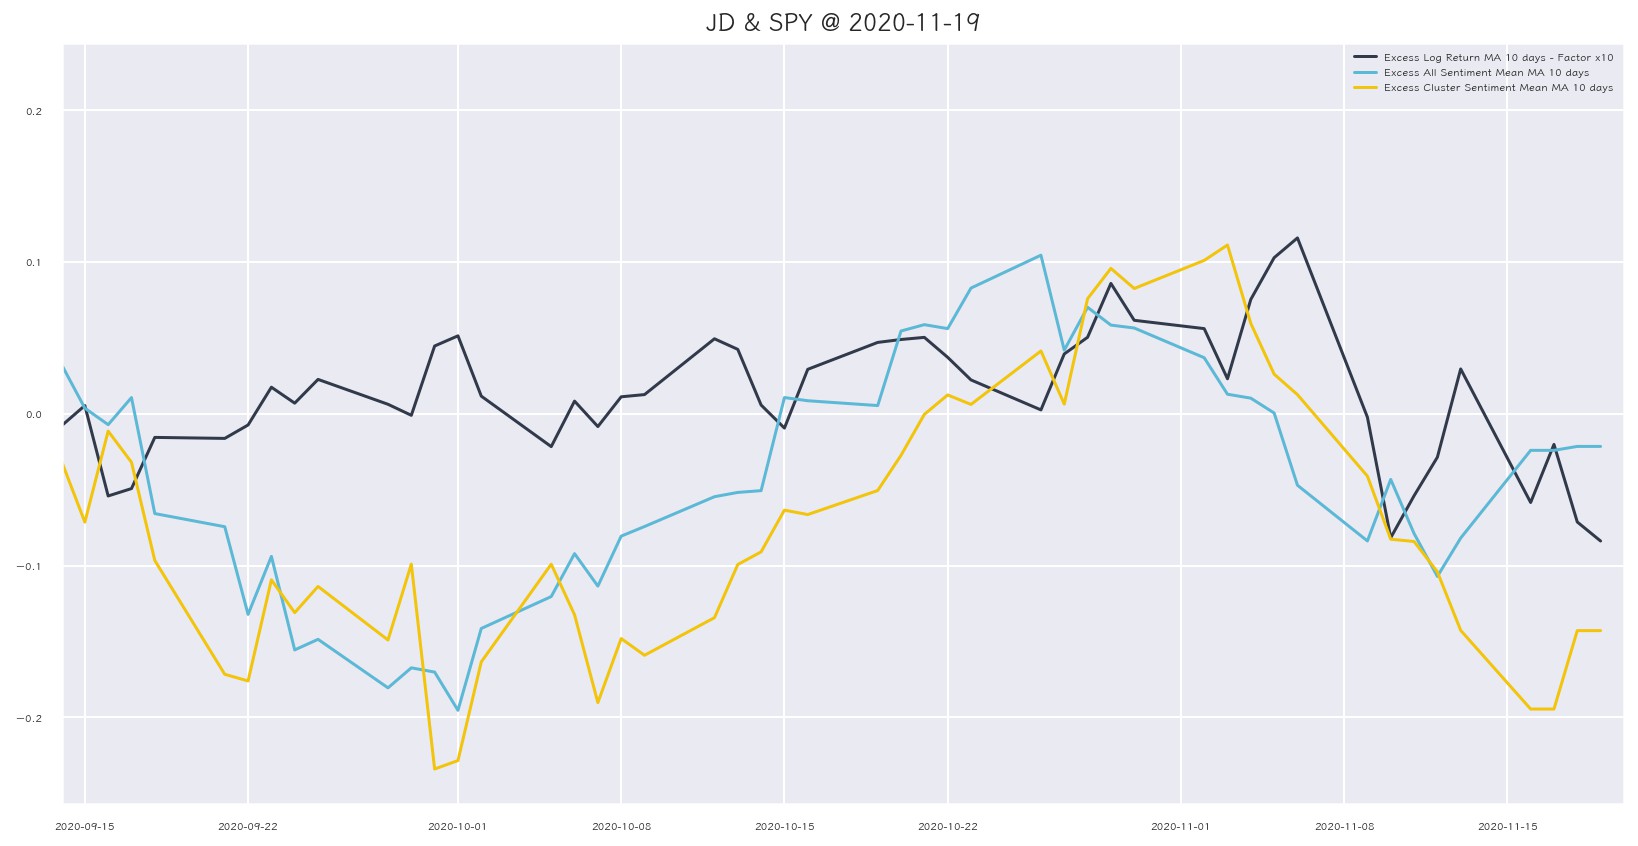 JD & SPY @ 2020-11-19
Excess Log Return MA 10 days - Factor x10
Excess All Sentiment Mean MA 10 days
Excess Cluster Sentiment Mean MA 10 days
0.2
0.1
0.0
−0.1
−0.2
2020-09-15 2020-09-22 2020-10-01 2020-10-08 2020-10-15 2020-10-22 2020-11-01 2020-11-08 2020-11-15